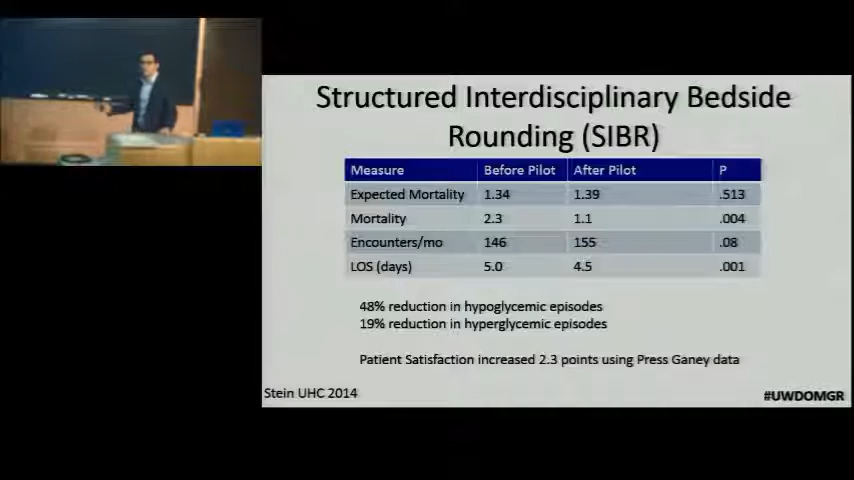 Structured Interdisciplinary Bedside
Rounding (SIBR)
Measure Before Pilot After Pilot P
Expected Mortality 1.34 1.39 .513
Mortality 2.3 1.1 .004
Encounters/mo 146 155 .08
LOS (days) 5.0 4.5 .001
48% reduction in hypoglycemic episodes
19% reduction in hyperglycemic episodes
Patient Satisfaction increased 2.3 points using Press Ganey data
Stein UHC 2014
#UWDOMGR